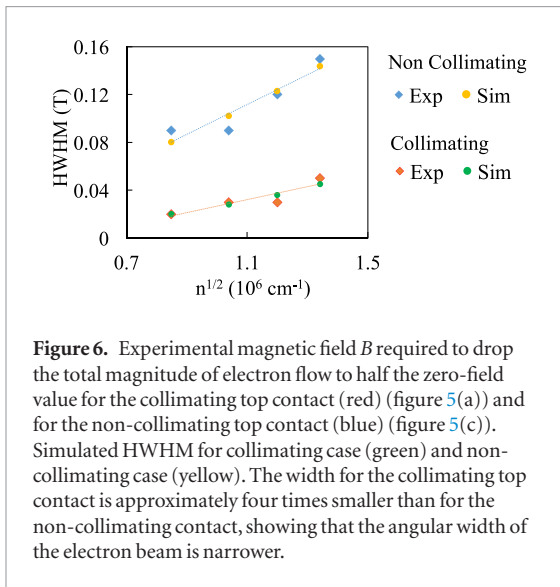 0.16
0.12
0.08
0.04
0
HWHM (T)
0.7
1.1
1.5
n^{1/2} (10^6 cm^{-1})
Non Collimating
Exp Sim
Collimating
Exp Sim
Figure 6. Experimental magnetic field B required to drop
the total magnitude of electron flow to half the zero-field
value for the collimating top contact (red) (figure 5(a)) and
for the non-collimating top contact (blue) (figure 5(c)).
Simulated HWHM for collimating case (green) and non-
collimating case (yellow). The width for the collimating top
contact is approximately four times smaller than for the
non-collimating contact, showing that the angular width of
the electron beam is narrower.